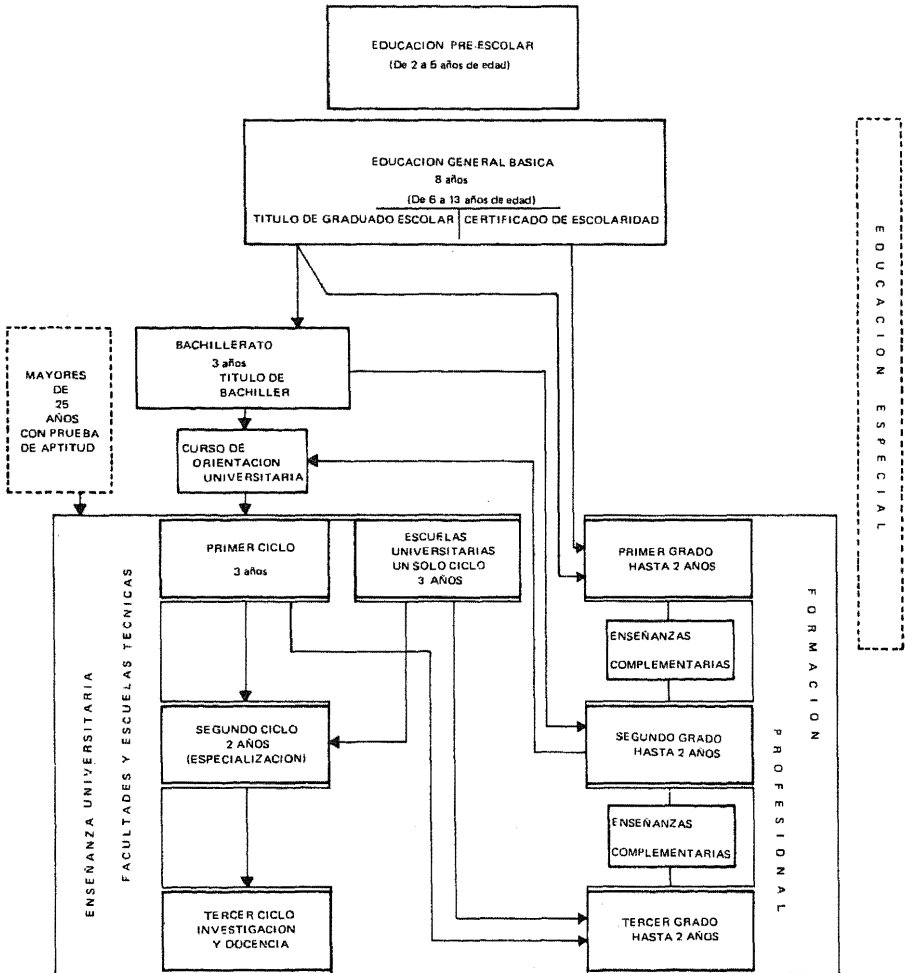 EDUCACION PRE-ESCOLAR
(De 2 a 5 años de edad)
EDUCACION GENERAL BASICA
8 años
(De 6 a 13 años de edad)
TITULO DE GRADUADO ESCOLAR
CERTIFICADO DE ESCOLARIDAD
EDUCACION ESPECIAL
BACHILLERATO
3 años
TITULO DE
BACHILLER
MAYORES
DE
25
AÑOS
CON PRUEBA
DE APTITUD
CURSO DE
ORIENTACION
UNIVERSITARIA
ENSEÑANZA UNIVERSITARIA
FACULTADES Y ESCUELAS TECNICAS
PRIMER CICLO
3 años
ESCUELAS
UNIVERSITARIAS
UN SOLO CICLO
3 AÑOS
SEGUNDO CICLO
2 AÑOS
(ESPECIALIZACION)
TERCER CICLO
INVESTIGACION
Y DOCENCIA
PRIMER GRADO
HASTA 2 AÑOS
ENSEÑANZAS
COMPLEMENTARIAS
SEGUNDO GRADO
HASTA 2 AÑOS
ENSEÑANZAS
COMPLEMENTARIAS
TERCER GRADO
HASTA 2 AÑOS
FORMACION
PROFESIONAL